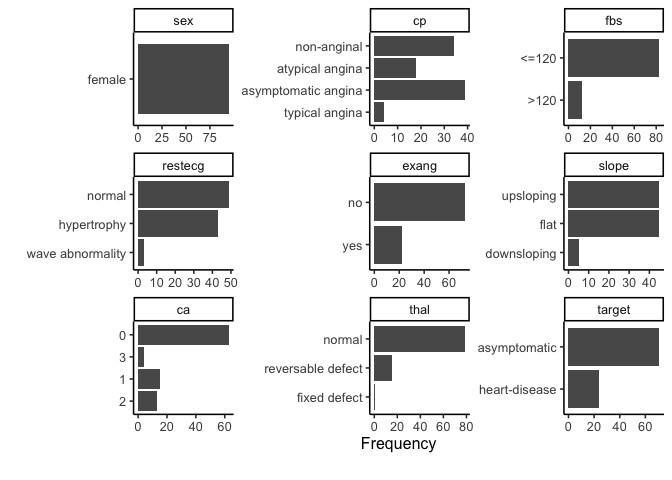 sex
female
0 25 50 75
cp
non-anginal
atypical angina
asymptomatic angina
typical angina
0 10 20 30 40
fbs
<=120
>120
0 20 40 60 80
restecg
normal
hypertrophy
wave abnormality
0 10 20 30 40 50
exang
no
yes
0 20 40 60
slope
upsloping
flat
downsloping
0 10 20 30 40
ca
0
3
1
2
0 20 40 60
thal
normal
reversable defect
fixed defect
0 20 40 60 80
target
asymptomatic
heart-disease
0 20 40 60
Frequency